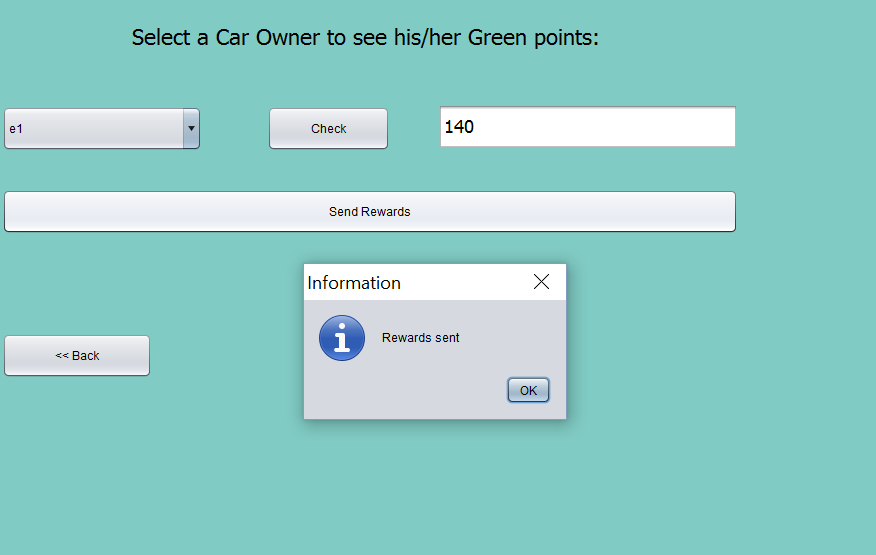 Select a Car Owner to see his/her Green points:
e1
Check
140
Send Rewards
Information
Rewards sent
<< Back
OK